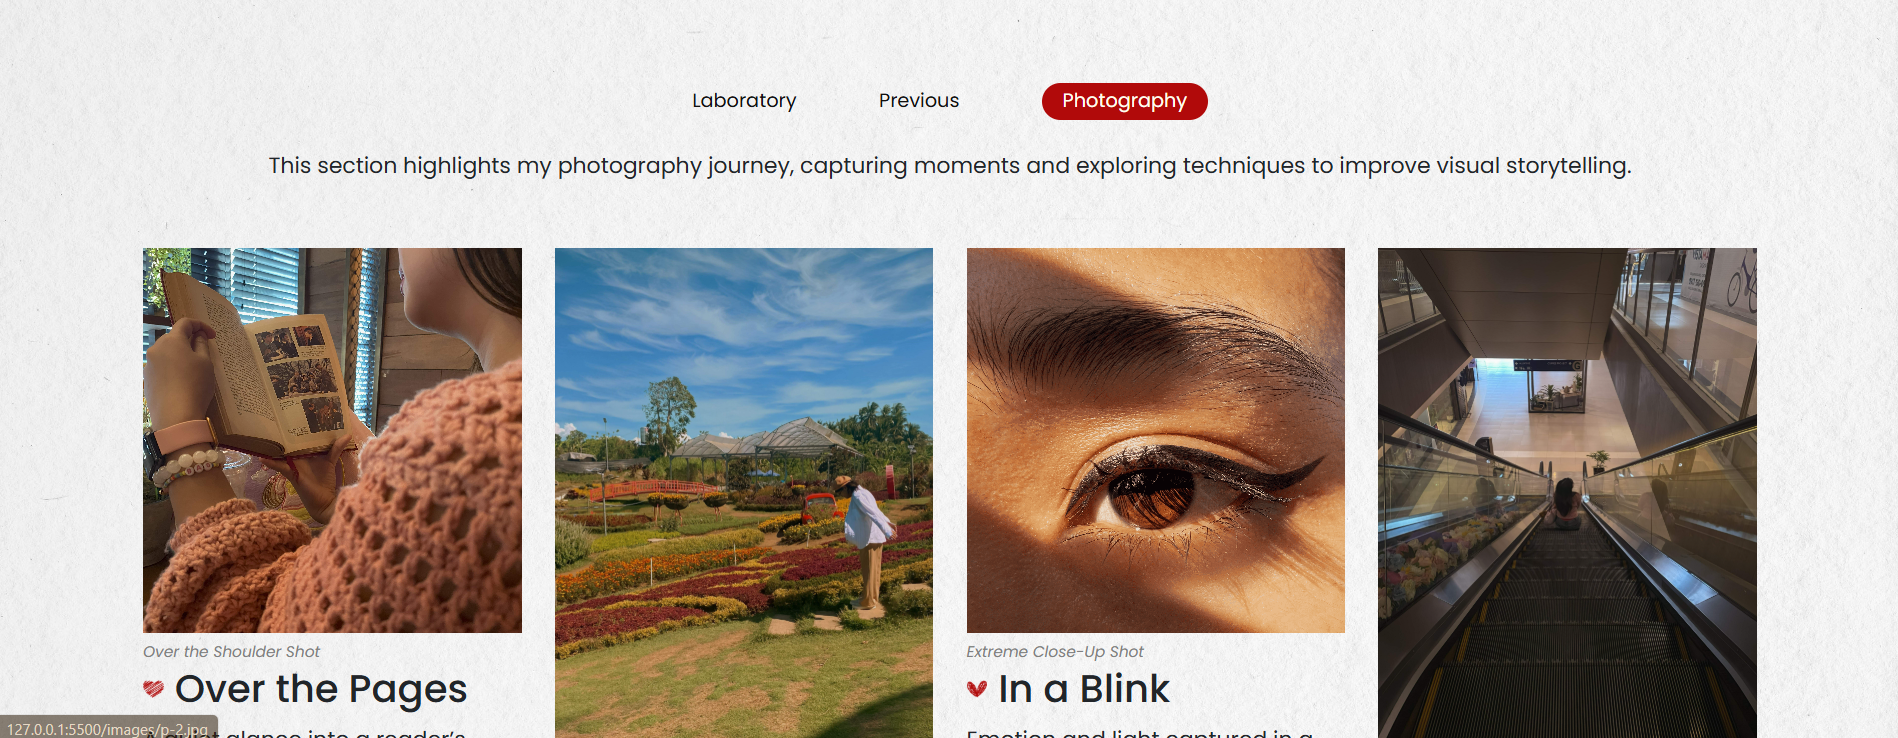 Laboratory
Previous
Photography
This section highlights my photography journey, capturing moments and exploring techniques to improve visual storytelling.
Over the Shoulder Shot
Over the Pages
Extreme Close-Up Shot
In a Blink
127.0.0.1:5500/images/p-2.jpg
glance into a reader's
Emotion and light captured in a